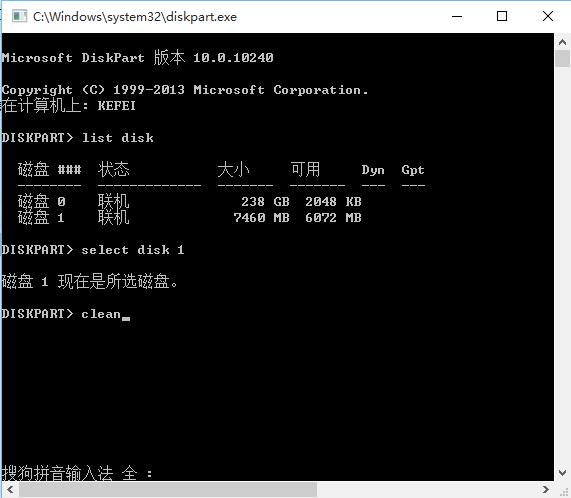 C:\Windows\system32\diskpart.exe
Microsoft DiskPart 版本 10.0.10240
Copyright (C) 1999-2013 Microsoft Corporation.
在计算机上: KEFEI
DISKPART> list disk
  磁盘 ###  状态           大小     可用     Dyn  Gpt
  --------  -------------  -------  -------  ---  ---
  磁盘 0    联机              238 GB  2048 KB
  磁盘 1    联机             7460 MB  6072 MB
DISKPART> select disk 1
磁盘 1 现在是所选磁盘。
DISKPART> clean_
搜狗拼音输入法 全 :